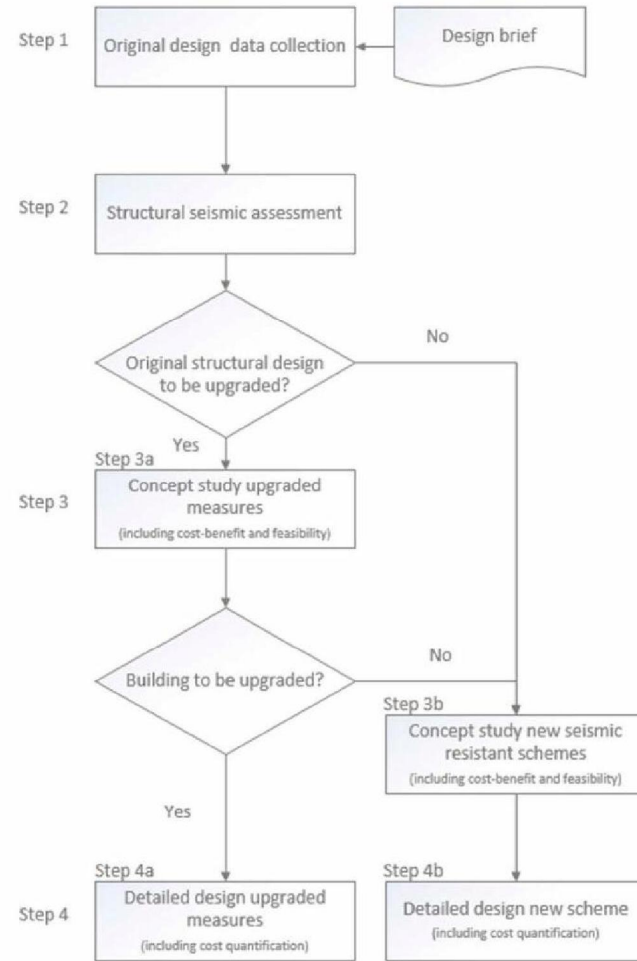 Step 1
Original design data collection
Design brief
Step 2
Structural seismic assessment
No
Original structural design
to be upgraded?
Yes
Step 3a
Step 3
Concept study upgraded
measures
(including cost-benefit and feasibility)
No
Building to be upgraded?
Step 3b
Concept study new seismic
resistant schemes
(including cost-benefit and feasibility)
Yes
Step 4a
Step 4b
Step 4
Detailed design upgraded
measures
(including cost quantification)
Detailed design new scheme
(including cost quantification)